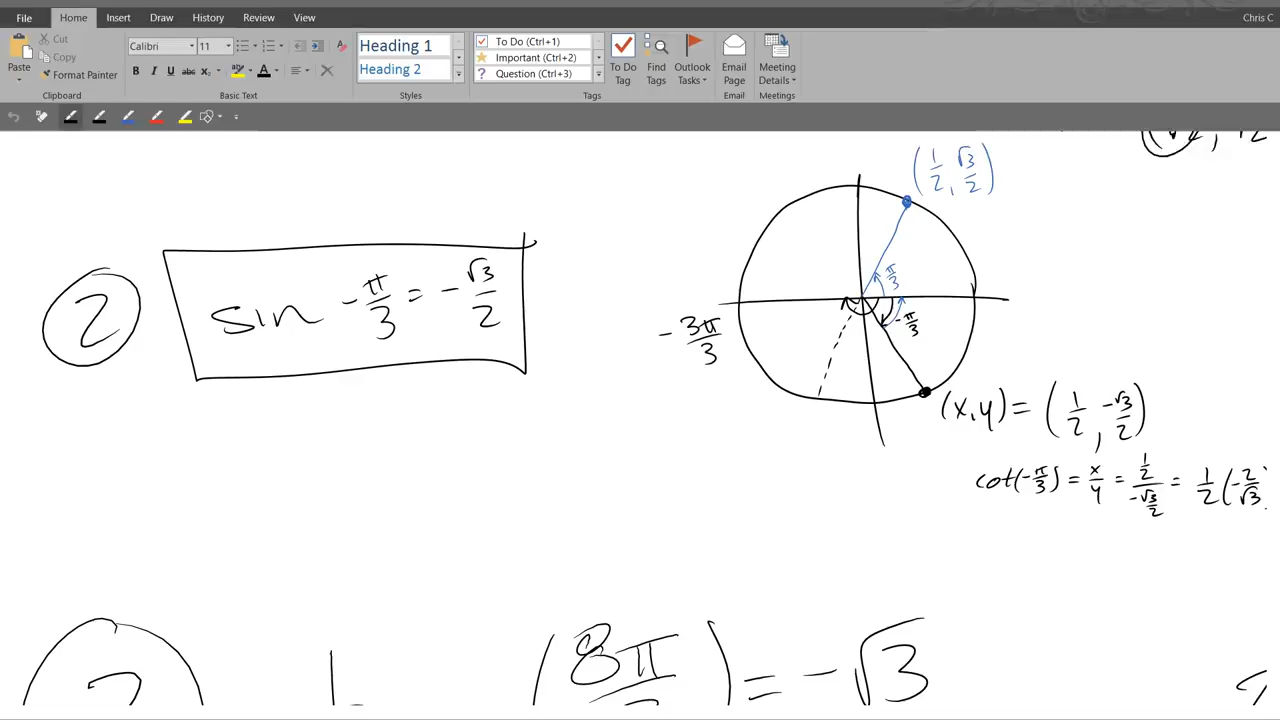 File Home Insert Draw History Review View Chris C
Paste Cut Copy Format Painter Clipboard
Calibri 11 B I U abc x₂ A Basic Text
Heading 1
Heading 2
Styles
To Do (Ctrl+1)
Important (Ctrl+2)
? Question (Ctrl+3)
Tags
To Do Tag
Find Tags
Outlook Tasks
Email Page
Email
Meeting Details
Meetings
(1/2, √3/2)
② sin -π/3 = -√3/2
π/3
-π/3
-3π/3
(x,y) = (1/2, -√3/2)
cot(-π/3) = x/y = 1/2 / -√3/2 = 1/2 (-2/√3)
(8π/ ) = -√3